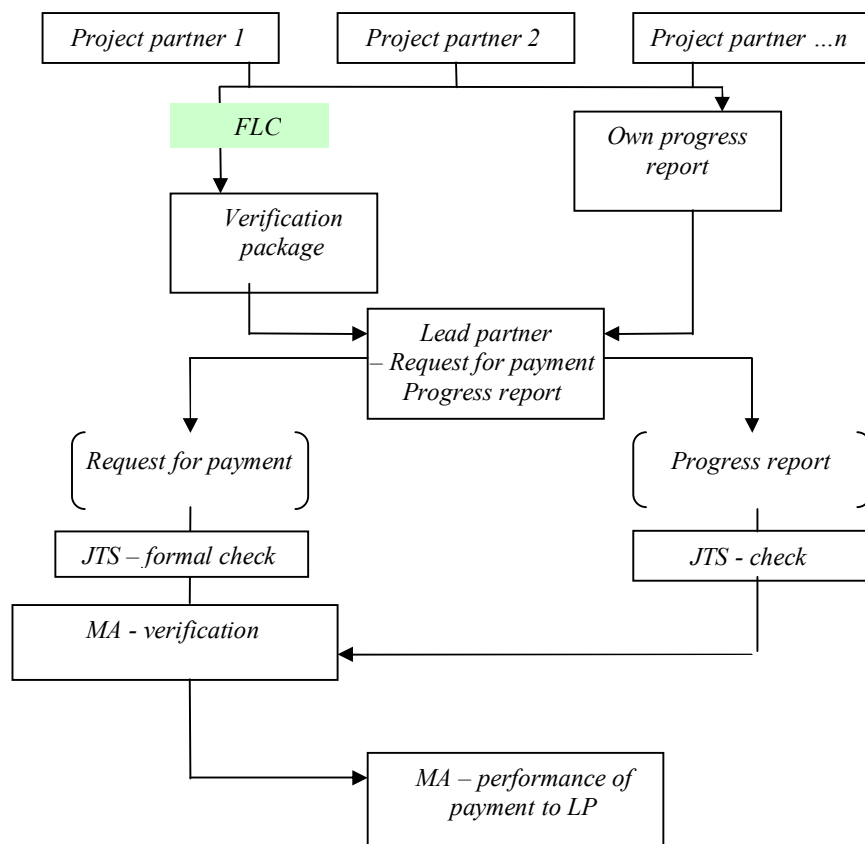 Project partner 1
Project partner 2
Project partner …n
FLC
Own progress
report
Verification
package
Lead partner
– Request for payment
Progress report
Request for payment
Progress report
JTS – formal check
JTS - check
MA - verification
MA – performance of
payment to LP